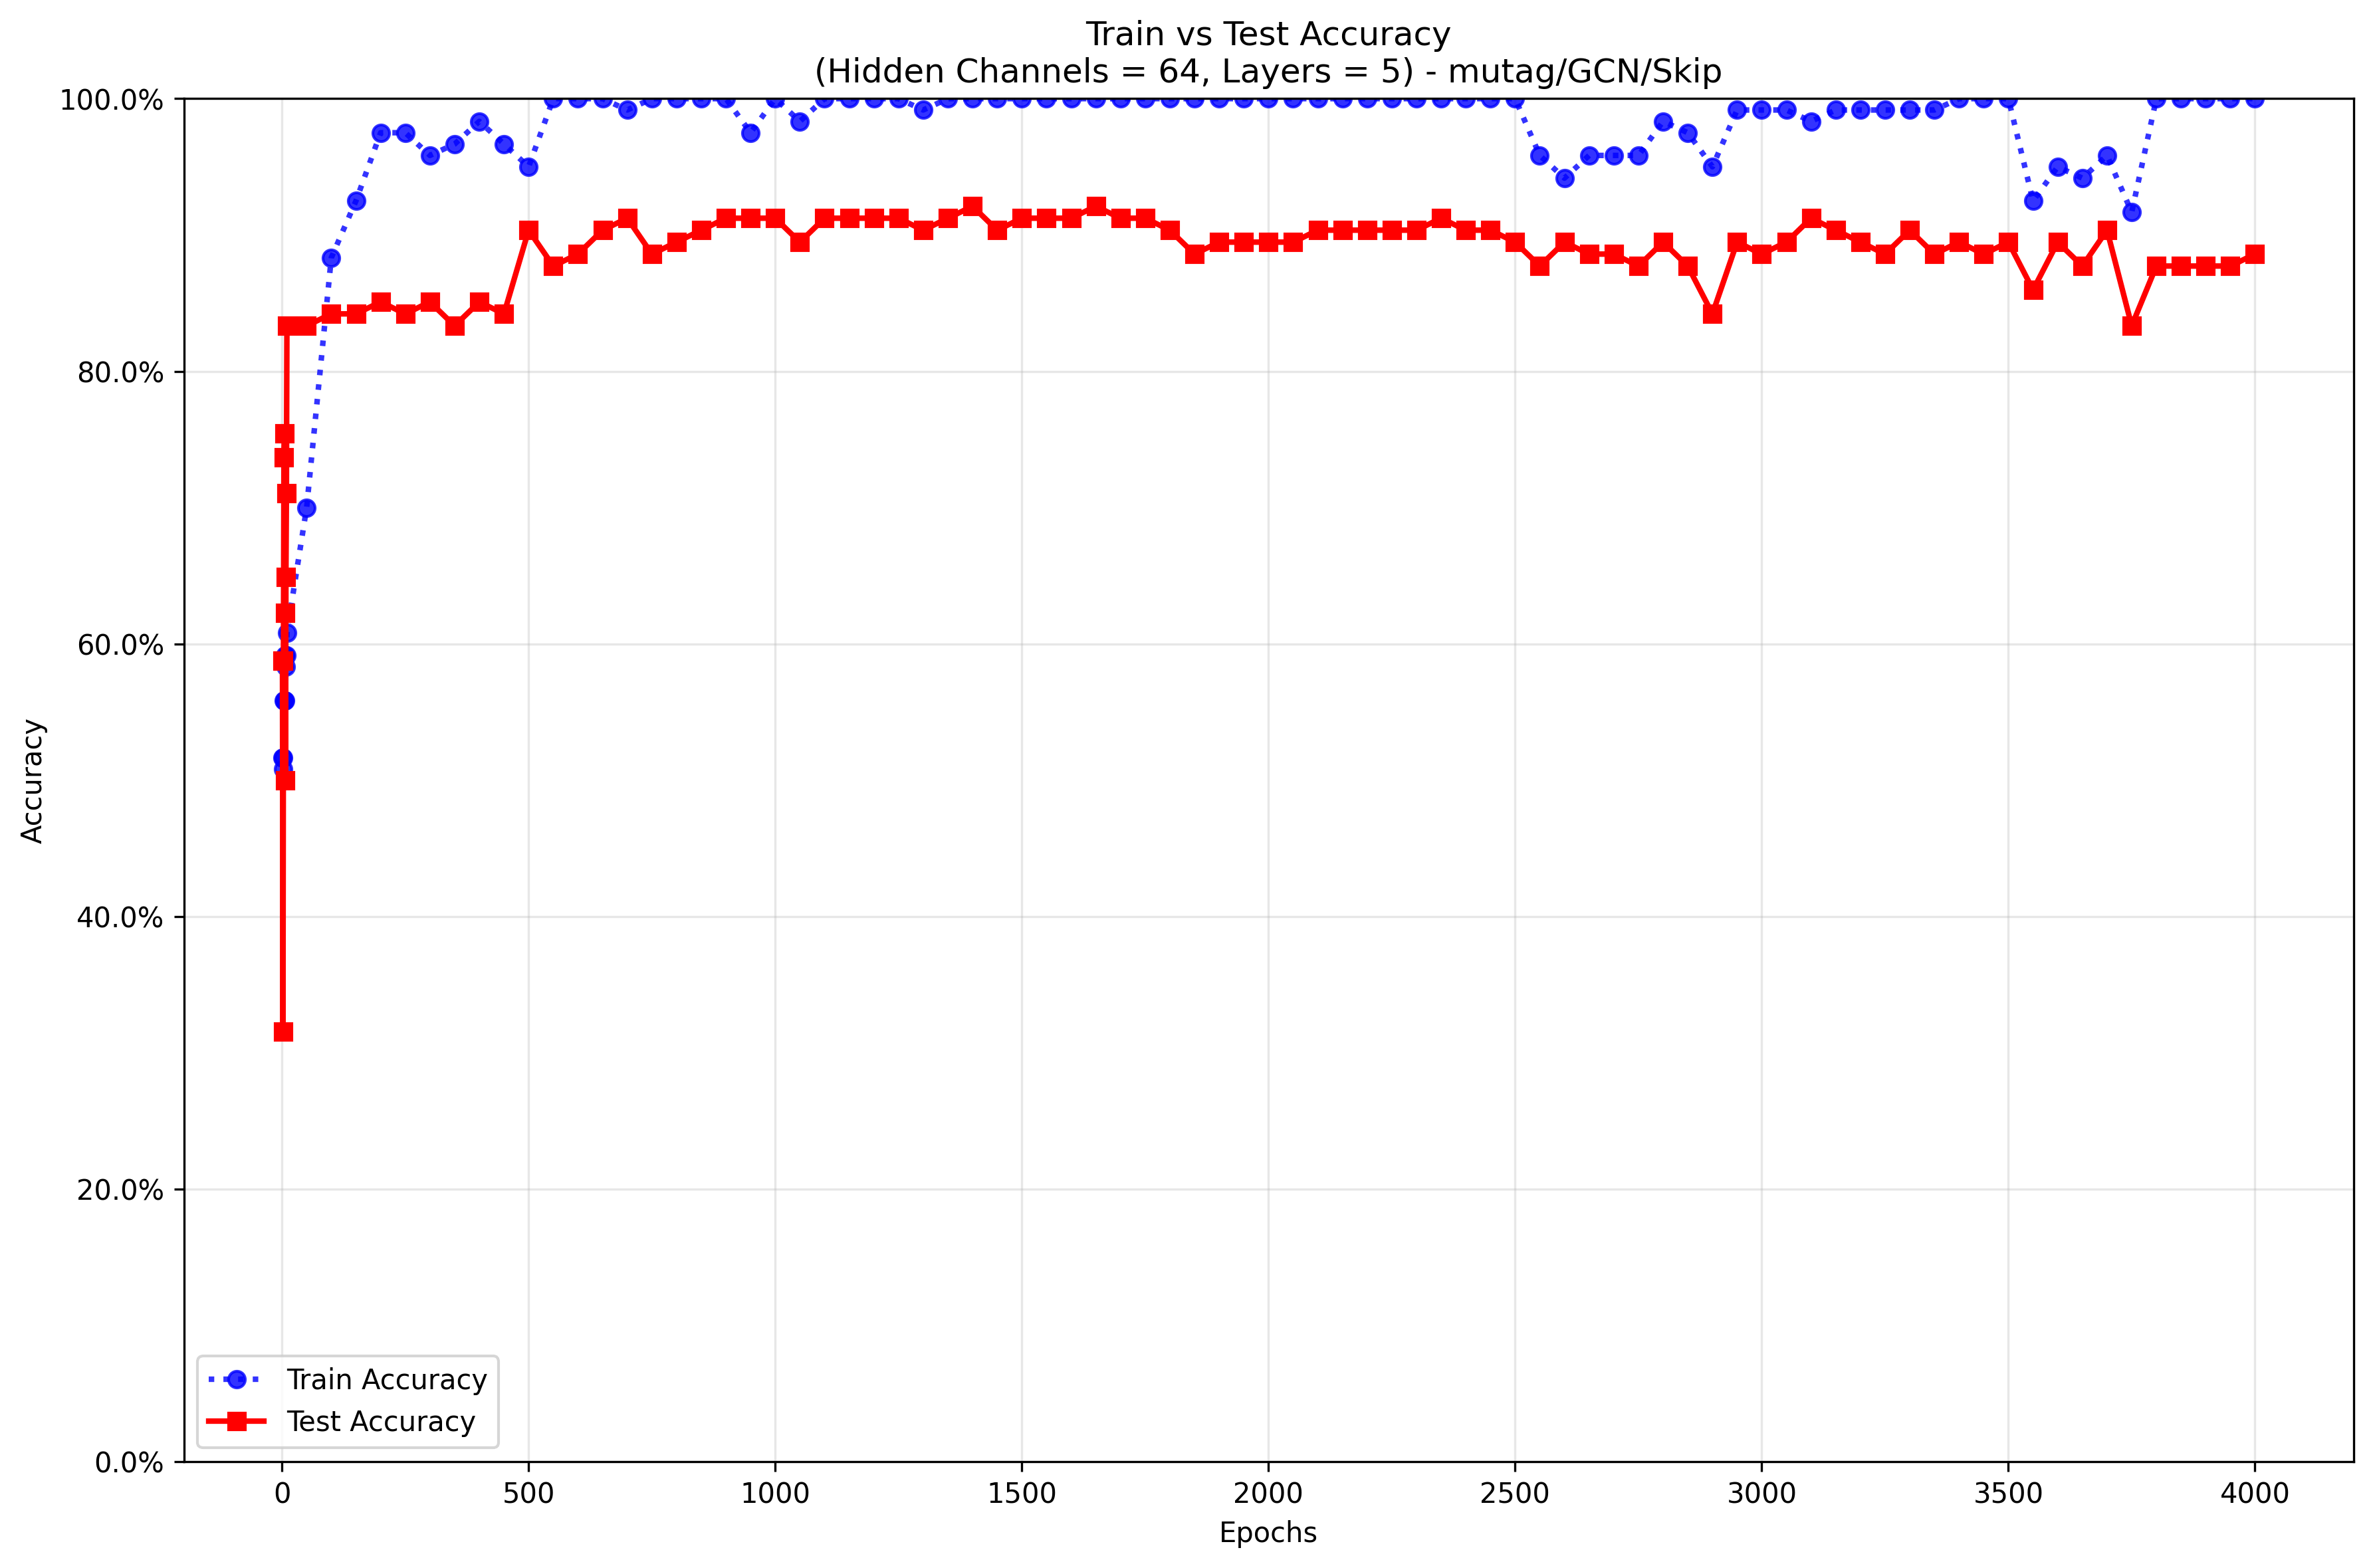 Train vs Test Accuracy
(Hidden Channels = 64, Layers = 5) - mutag/GCN/Skip
100.0%
80.0%
60.0%
40.0%
20.0%
0.0%
Accuracy
Train Accuracy
Test Accuracy
0 500 1000 1500 2000 2500 3000 3500 4000
Epochs